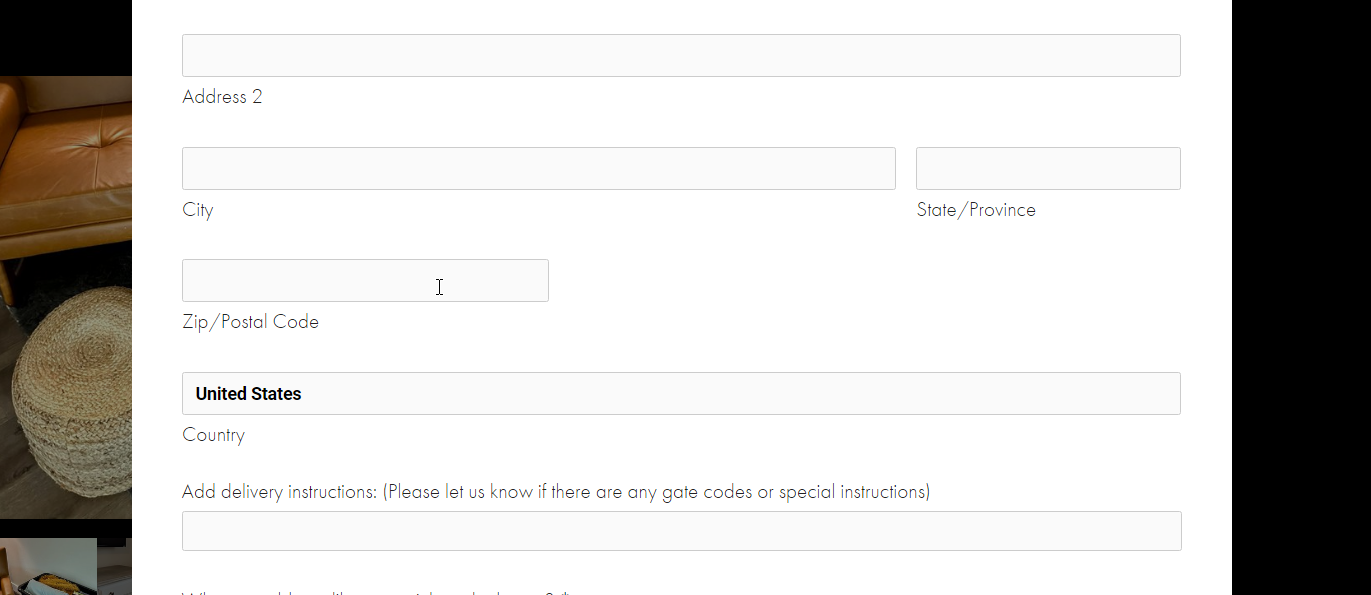 Address 2
City State/Province
Zip/Postal Code
United States
Country
Add delivery instructions: (Please let us know if there are any gate codes or special instructions)